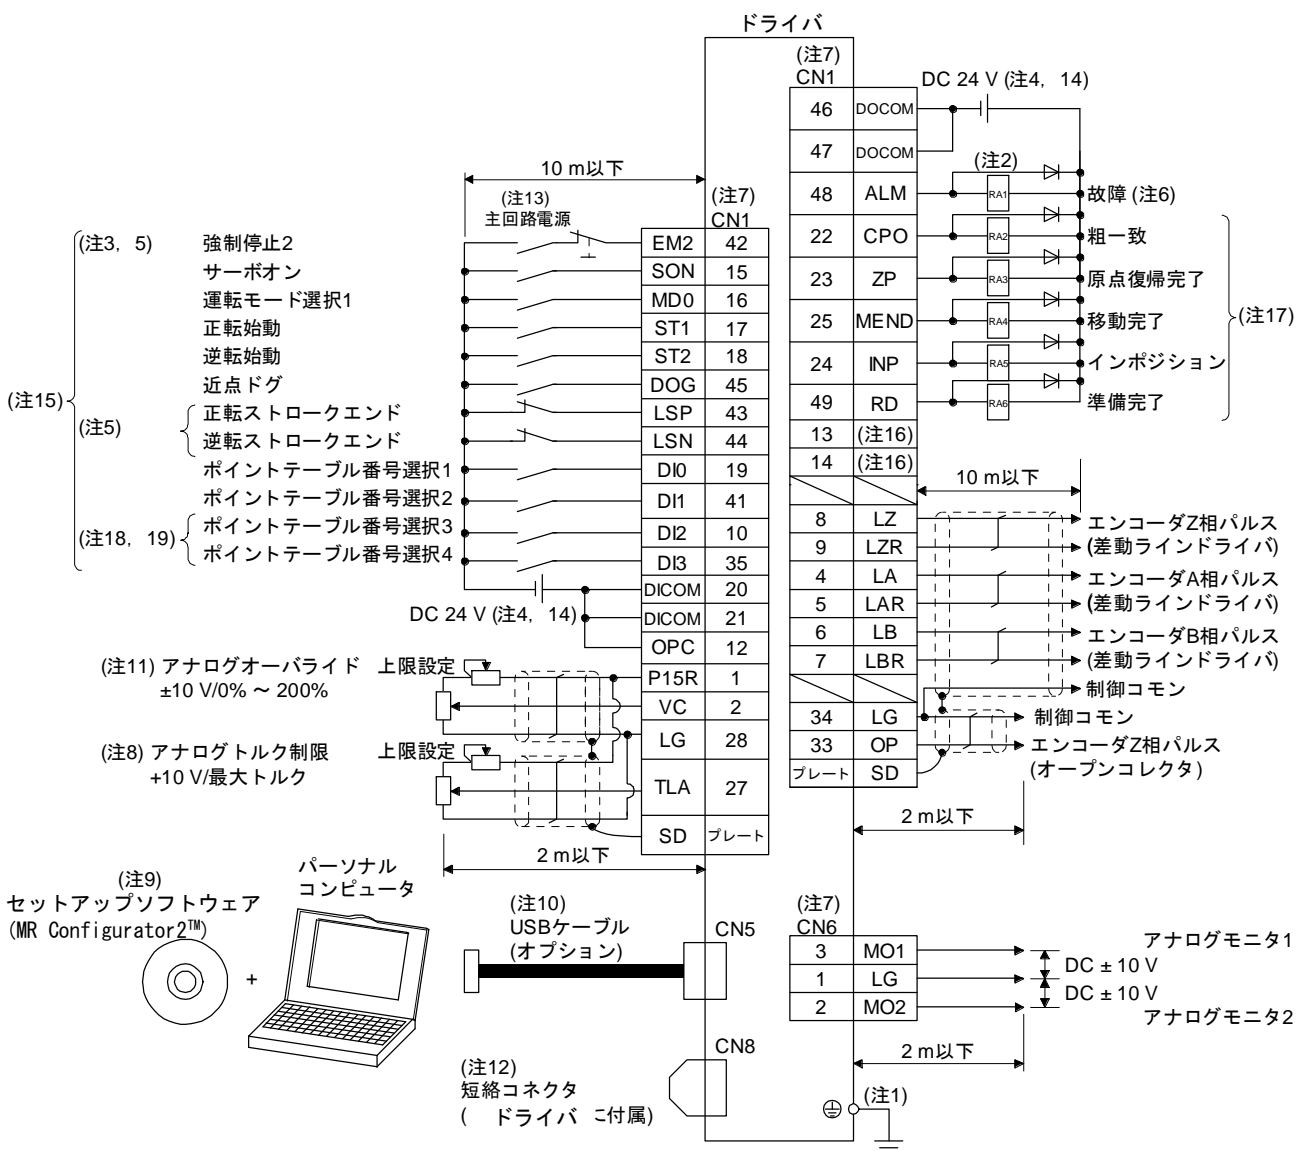 ドライバ
(注7)
CN1
DC 24 V (注4, 14)
46 DOCOM
47 DOCOM
(注2)
48 ALM RA1 故障 (注6)
22 CPO RA2 粗一致
23 ZP RA3 原点復帰完了
25 MEND RA4 移動完了
(注17)
24 INP RA5 インポジション
49 RD RA6 準備完了
13 (注16)
14 (注16)
10 m以下
8 LZ エンコーダZ相パルス
9 LZR (差動ラインドライバ)
4 LA エンコーダA相パルス
5 LAR (差動ラインドライバ)
6 LB エンコーダB相パルス
7 LBR (差動ラインドライバ)
制御コモン
34 LG 制御コモン
33 OP エンコーダZ相パルス
(オープンコレクタ)
プレート SD
2 m以下
10 m以下
(注13)
主回路電源
(注7)
CN1
(注3, 5) 強制停止2 EM2 42
サーボオン SON 15
運転モード選択1 MD0 16
正転始動 ST1 17
逆転始動 ST2 18
近点ドグ DOG 45
(注15)
(注5)
正転ストロークエンド LSP 43
逆転ストロークエンド LSN 44
ポイントテーブル番号選択1 DI0 19
ポイントテーブル番号選択2 DI1 41
(注18, 19)
ポイントテーブル番号選択3 DI2 10
ポイントテーブル番号選択4 DI3 35
DICOM 20
DC 24 V (注4, 14) DICOM 21
OPC 12
(注11) アナログオーバライド 上限設定 P15R 1
±10 V/0% ～ 200%
VC 2
LG 28
(注8) アナログトルク制限 上限設定
+10 V/最大トルク
TLA 27
SD プレート
2 m以下
(注9)
セットアップソフトウェア
(MR Configurator2™)
+
パーソナル
コンピュータ
(注10)
USBケーブル
(オプション)
CN5
(注7)
CN6
3 MO1 アナログモニタ1
DC ± 10 V
1 LG
DC ± 10 V
2 MO2 アナログモニタ2
2 m以下
CN8
(注12)
短絡コネクタ
( ドライバ に付属)
(注1)